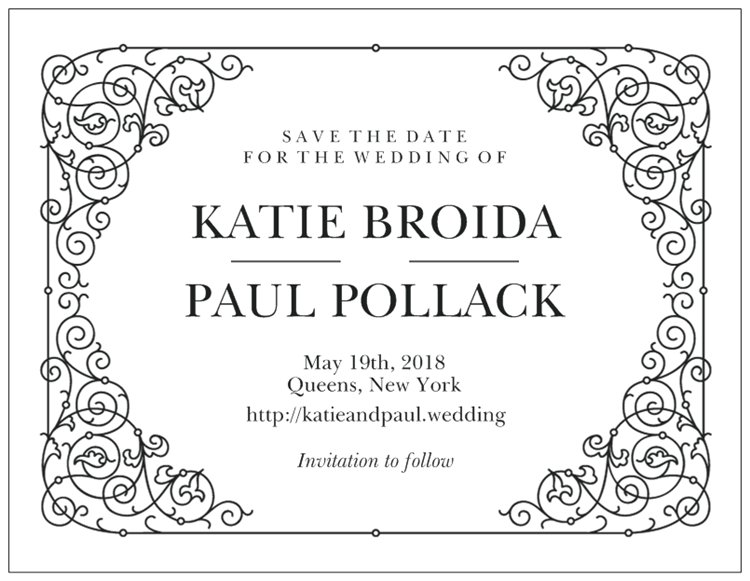 SAVE THE DATE
FOR THE WEDDING OF
KATIE BROIDA
PAUL POLLACK
May 19th, 2018
Queens, New York
http://katieandpaul.wedding
Invitation to follow